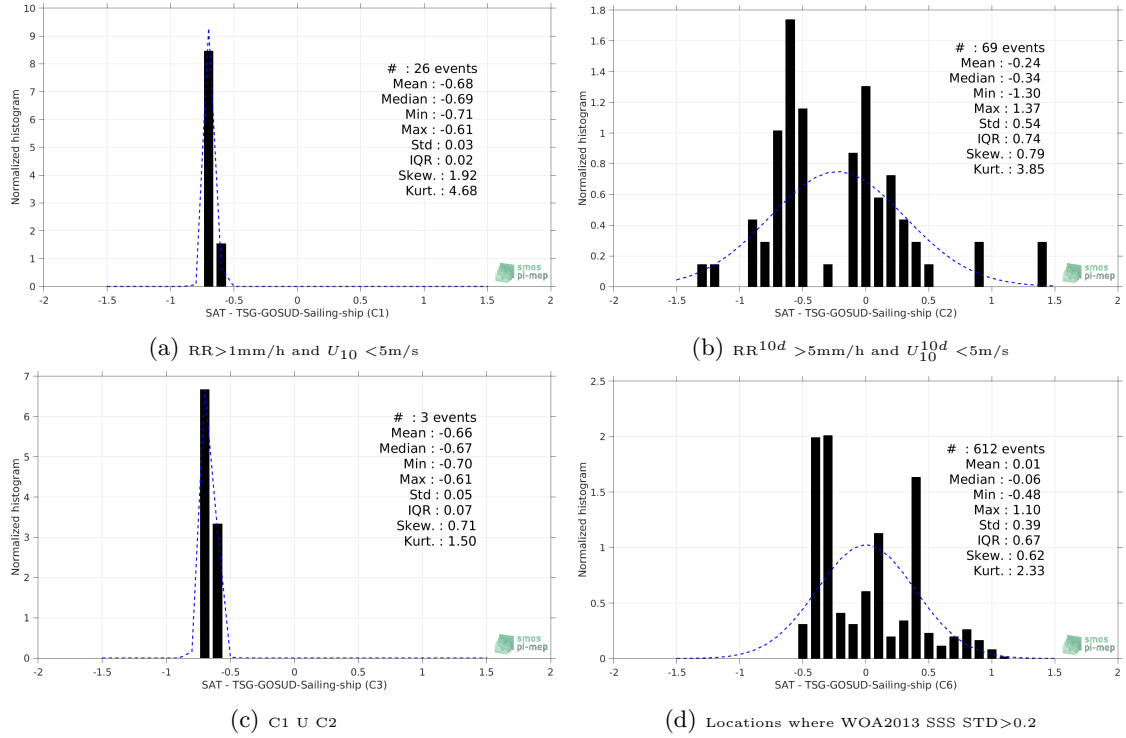 10
9
8
7
6
5
4
3
2
1
0
Normalized histogram
# : 26 events
Mean : -0.68
Median : -0.69
Min : -0.71
Max : -0.61
Std : 0.03
IQR : 0.02
Skew. : 1.92
Kurt. : 4.68
smos
pi-mep
-2 -1.5 -1 -0.5 0 0.5 1 1.5 2
SAT - TSG-GOSUD-Sailing-ship (C1)
(a) RR>1mm/h and U10 <5m/s
1.8
1.6
1.4
1.2
1
0.8
0.6
0.4
0.2
0
Normalized histogram
# : 69 events
Mean : -0.24
Median : -0.34
Min : -1.30
Max : 1.37
Std : 0.54
IQR : 0.74
Skew. : 0.79
Kurt. : 3.85
smos
pi-mep
-2 -1.5 -1 -0.5 0 0.5 1 1.5 2
SAT - TSG-GOSUD-Sailing-ship (C2)
(b) RR10d >5mm/h and U10d10 <5m/s
7
6
5
4
3
2
1
0
Normalized histogram
# : 3 events
Mean : -0.66
Median : -0.67
Min : -0.70
Max : -0.61
Std : 0.05
IQR : 0.07
Skew. : 0.71
Kurt. : 1.50
smos
pi-mep
-2 -1.5 -1 -0.5 0 0.5 1 1.5 2
SAT - TSG-GOSUD-Sailing-ship (C3)
(c) C1 U C2
2.5
2
1.5
1
0.5
0
Normalized histogram
# : 612 events
Mean : 0.01
Median : -0.06
Min : -0.48
Max : 1.10
Std : 0.39
IQR : 0.67
Skew. : 0.62
Kurt. : 2.33
smos
pi-mep
-2 -1.5 -1 -0.5 0 0.5 1 1.5 2
SAT - TSG-GOSUD-Sailing-ship (C6)
(d) Locations where WOA2013 SSS STD>0.2